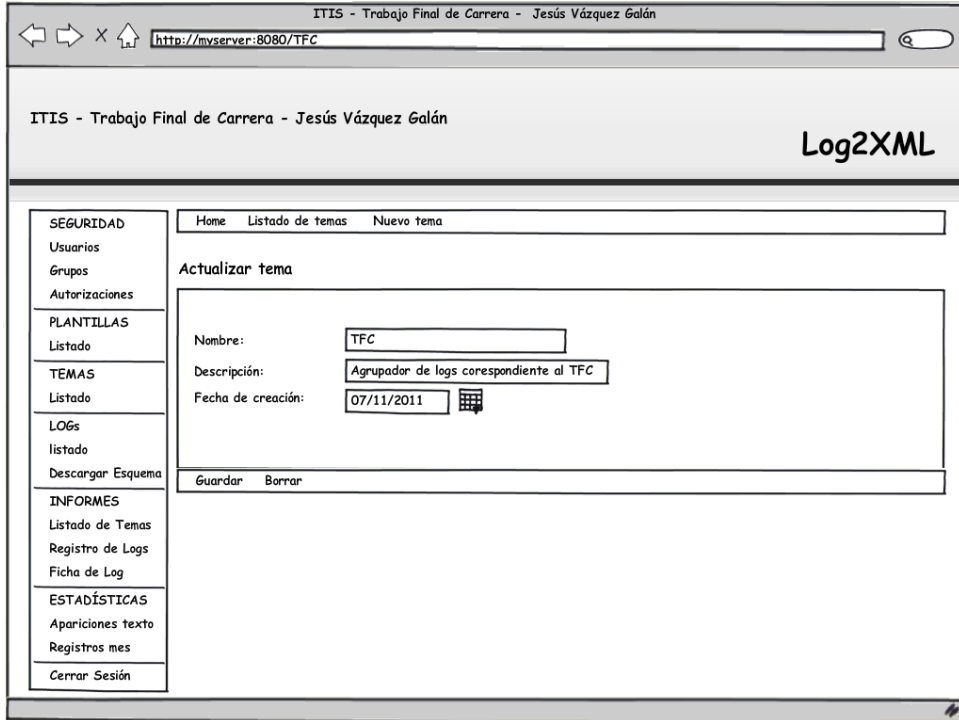 ITIS - Trabajo Final de Carrera - Jesús Vázquez Galán
http://myserver:8080/TFC
ITIS - Trabajo Final de Carrera - Jesús Vázquez Galán
Log2XML
SEGURIDAD
Usuarios
Grupos
Autorizaciones
PLANTILLAS
Listado
TEMAS
Listado
LOGs
listado
Descargar Esquema
INFORMES
Listado de Temas
Registro de Logs
Ficha de Log
ESTADÍSTICAS
Apariciones texto
Registros mes
Cerrar Sesión
Home Listado de temas Nuevo tema
Actualizar tema
Nombre: TFC
Descripción: Agrupador de logs corespondiente al TFC
Fecha de creación: 07/11/2011
Guardar Borrar